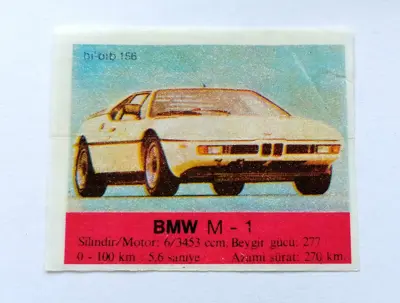 bi-bıb 156
BMW M - 1
Silindir/Motor: 6/3453 ccm. Beygir gücü: 277
0 - 100 km : 5,6 saniye Azami sürat: 270 km.